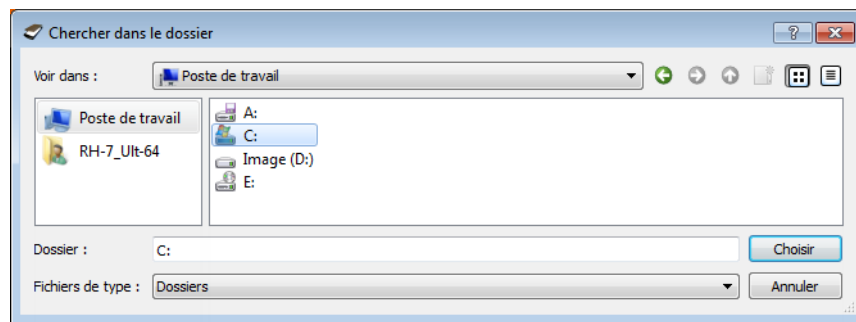 Chercher dans le dossier
Voir dans :
Poste de travail
Poste de travail
RH-7_Ult-64
A:
C:
Image (D:)
E:
Dossier :
C:
Choisir
Fichiers de type :
Dossiers
Annuler